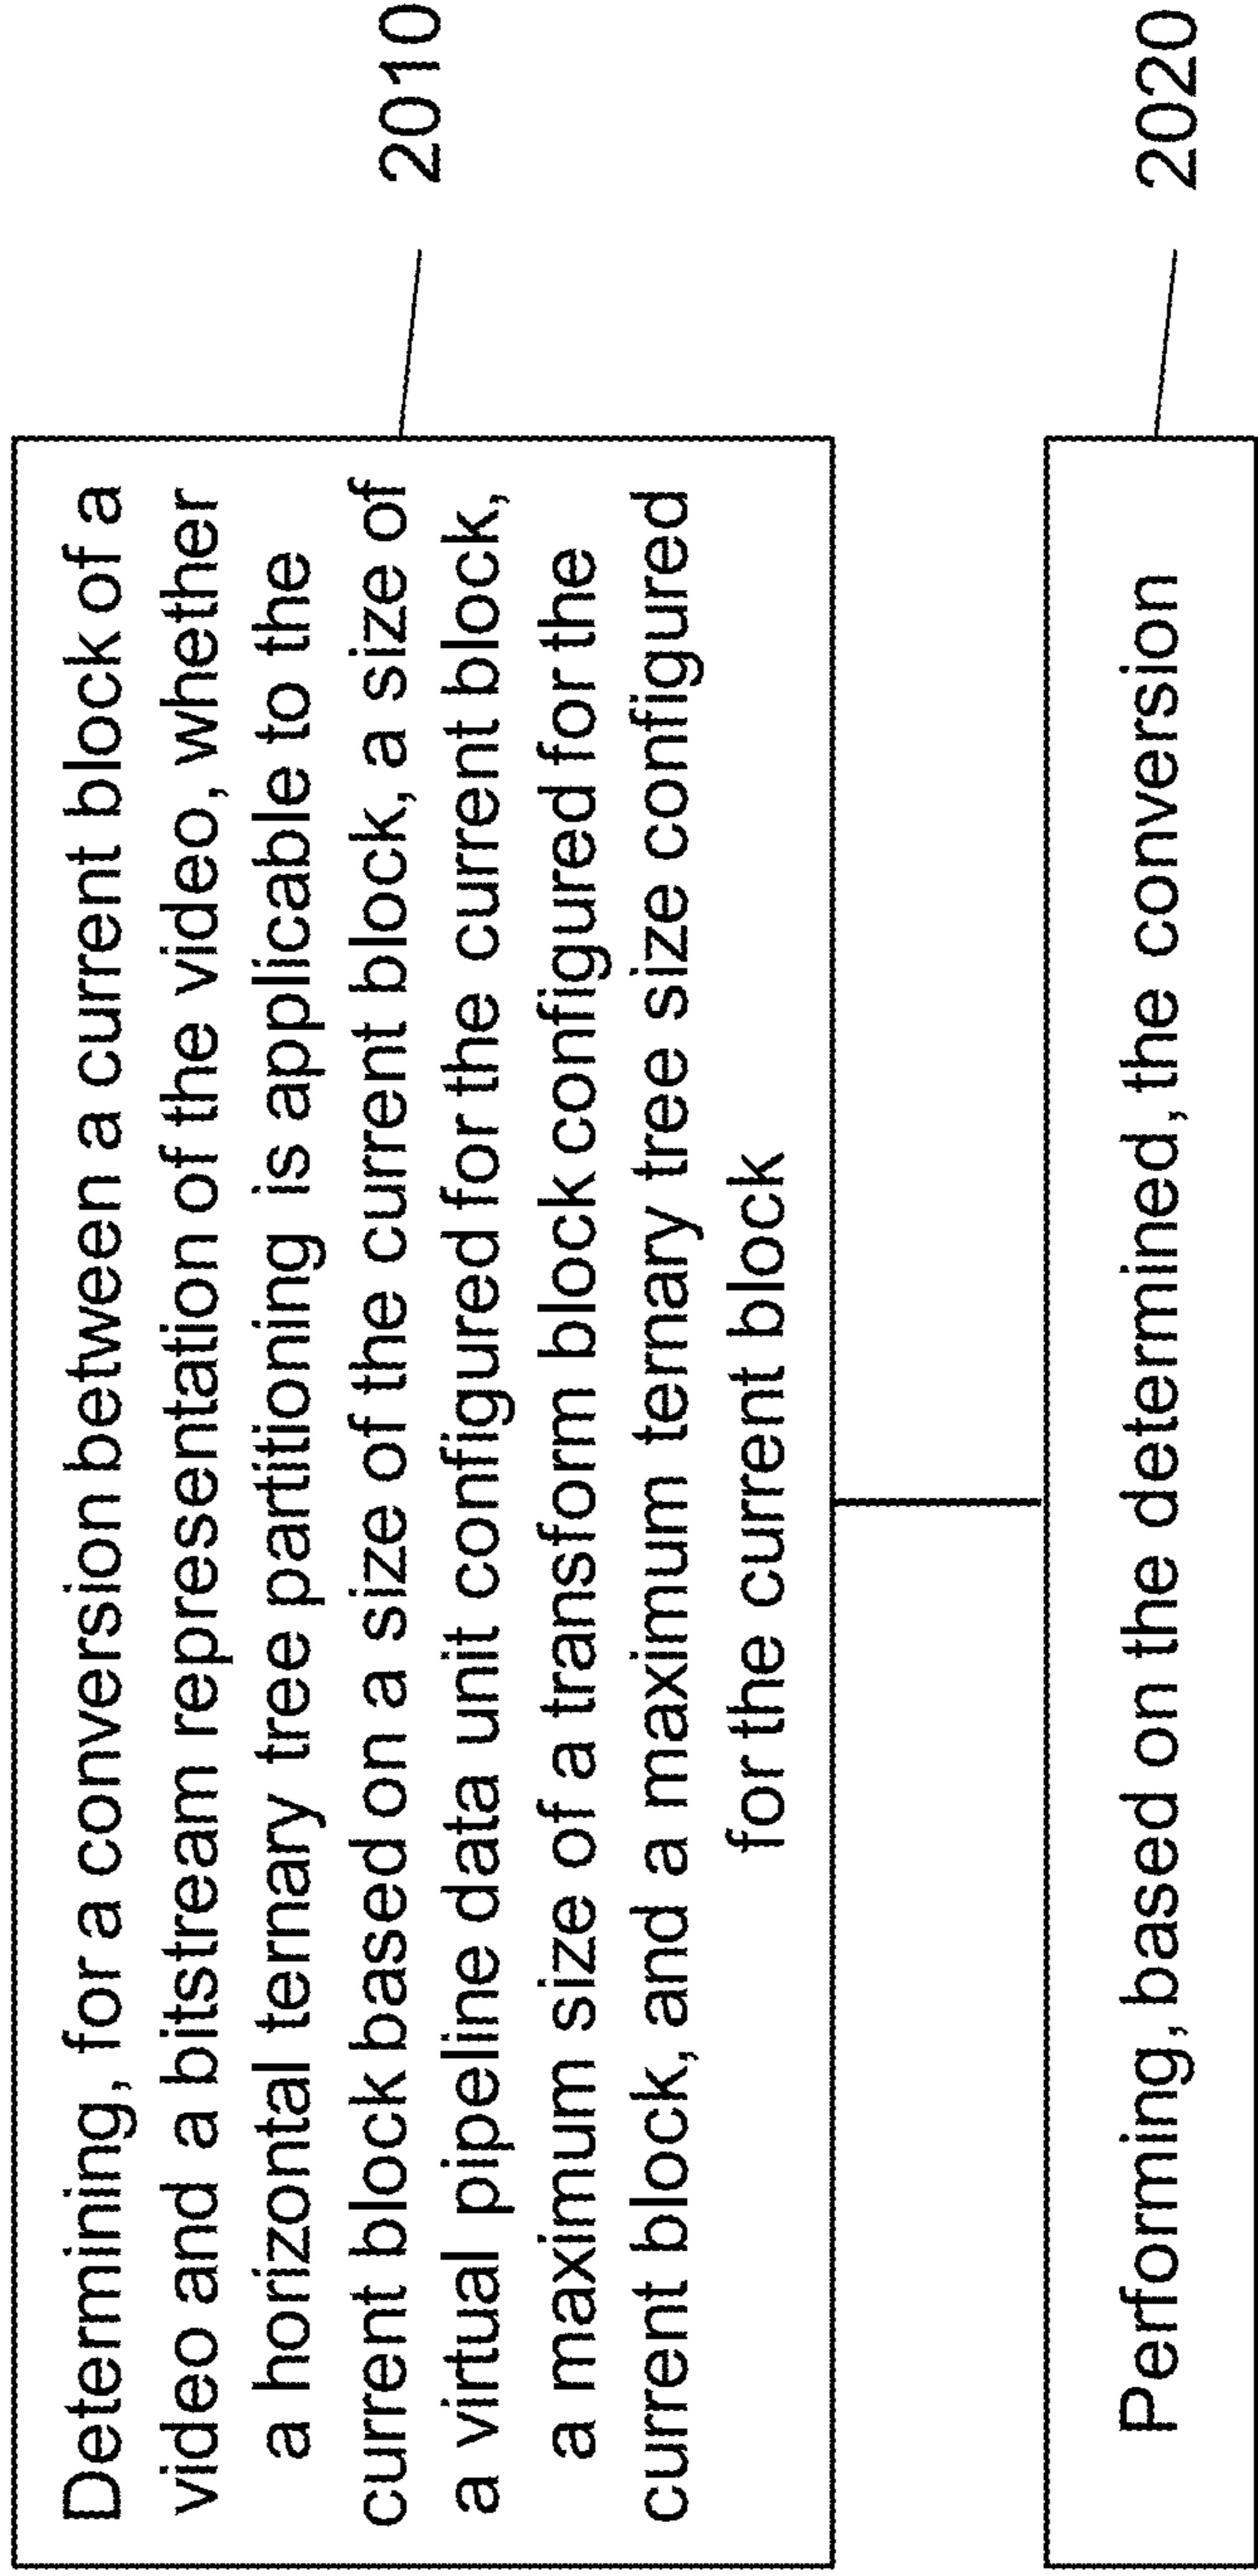 Determining, for a conversion between a current block of a
video and a bitstream representation of the video, whether
a horizontal ternary tree partitioning is applicable to the
current block based on a size of the current block, a size of
a virtual pipeline data unit configured for the current block,
a maximum size of a transform block configured for the
current block, and a maximum ternary tree size configured
for the current block
2010
Performing, based on the determined, the conversion
2020